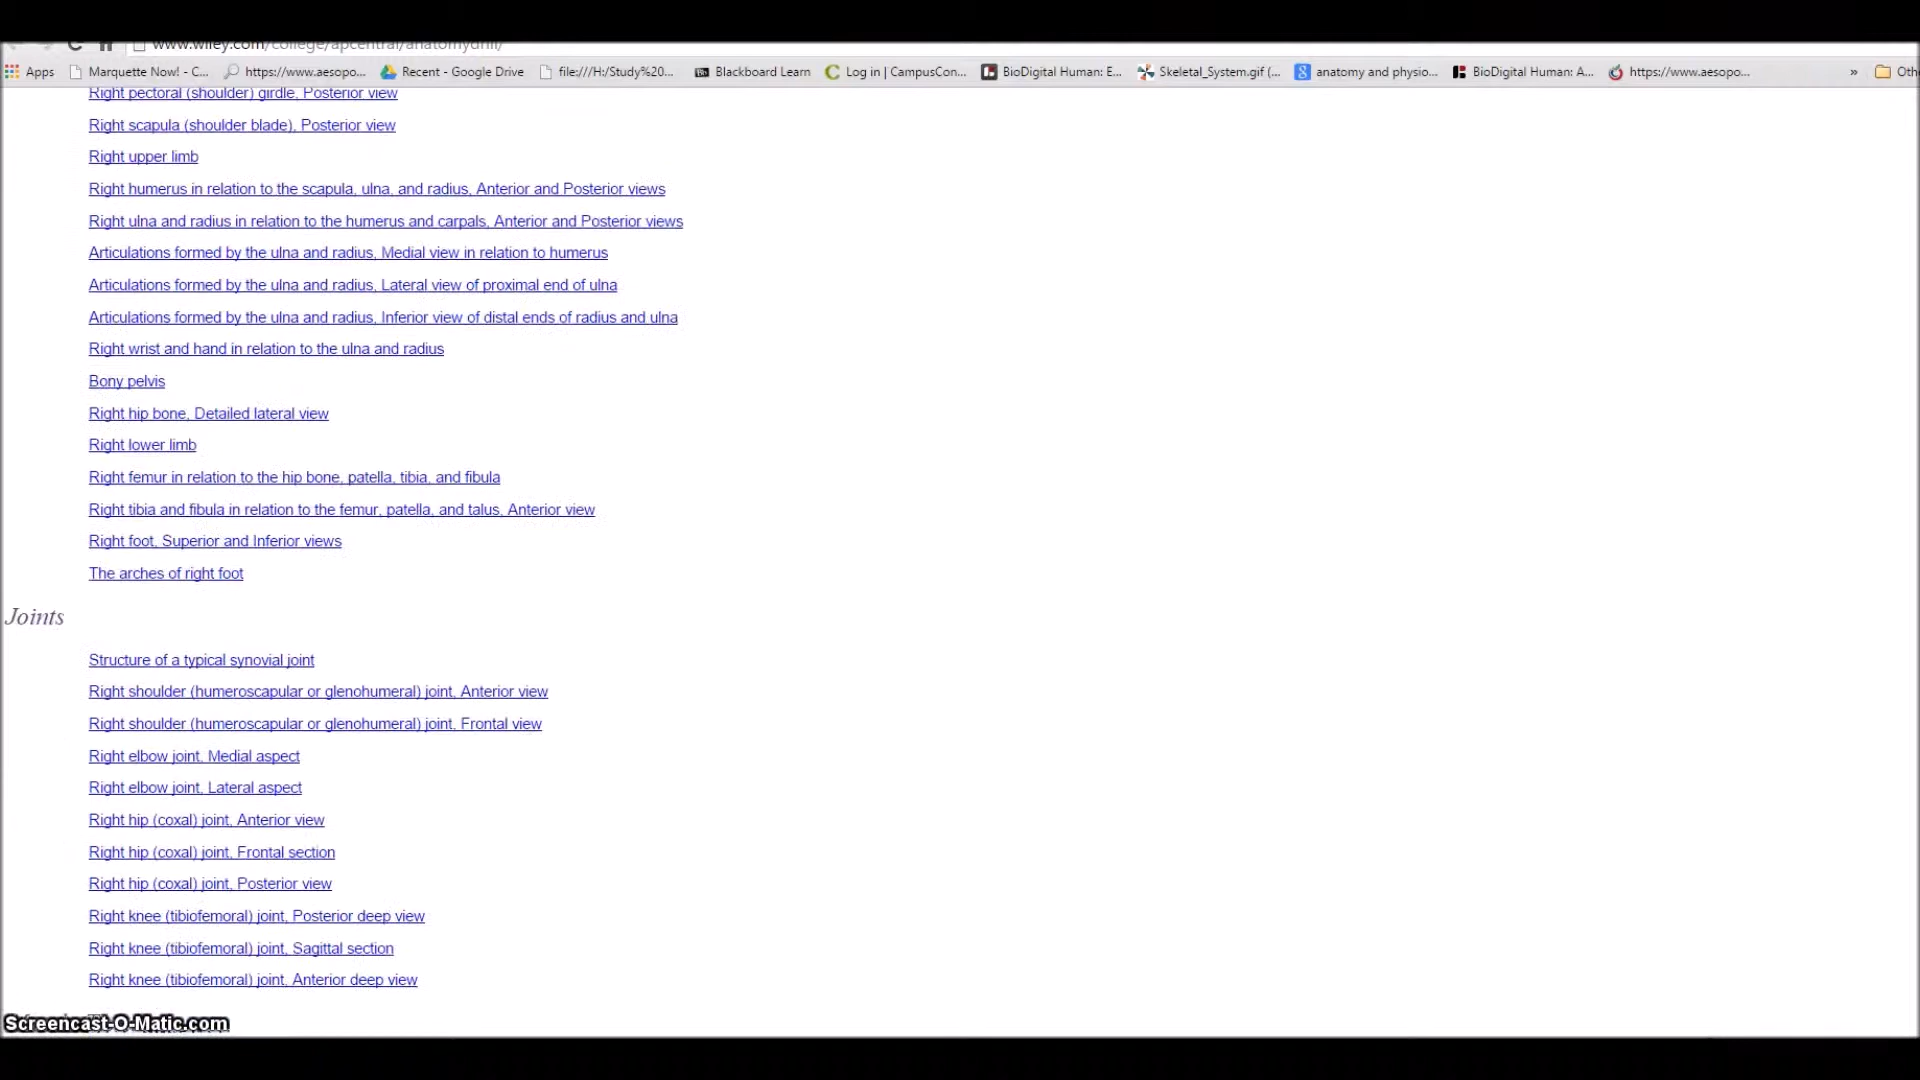 www.wiley.com/college/apcentral/anatomydrill/
Apps Marquette Now! - C... https://www.aesopo... Recent - Google Drive file:///H:/Study%20... Blackboard Learn Log in | CampusCon... BioDigital Human: E... Skeletal_System.gif (... anatomy and physio... BioDigital Human: A... https://www.aesopo... » Oth
Right pectoral (shoulder) girdle, Posterior view
Right scapula (shoulder blade), Posterior view
Right upper limb
Right humerus in relation to the scapula, ulna, and radius, Anterior and Posterior views
Right ulna and radius in relation to the humerus and carpals, Anterior and Posterior views
Articulations formed by the ulna and radius, Medial view in relation to humerus
Articulations formed by the ulna and radius, Lateral view of proximal end of ulna
Articulations formed by the ulna and radius, Inferior view of distal ends of radius and ulna
Right wrist and hand in relation to the ulna and radius
Bony pelvis
Right hip bone, Detailed lateral view
Right lower limb
Right femur in relation to the hip bone, patella, tibia, and fibula
Right tibia and fibula in relation to the femur, patella, and talus, Anterior view
Right foot, Superior and Inferior views
The arches of right foot
Joints
Structure of a typical synovial joint
Right shoulder (humeroscapular or glenohumeral) joint, Anterior view
Right shoulder (humeroscapular or glenohumeral) joint, Frontal view
Right elbow joint, Medial aspect
Right elbow joint, Lateral aspect
Right hip (coxal) joint, Anterior view
Right hip (coxal) joint, Frontal section
Right hip (coxal) joint, Posterior view
Right knee (tibiofemoral) joint, Posterior deep view
Right knee (tibiofemoral) joint, Sagittal section
Right knee (tibiofemoral) joint, Anterior deep view
Screencast-O-Matic.com